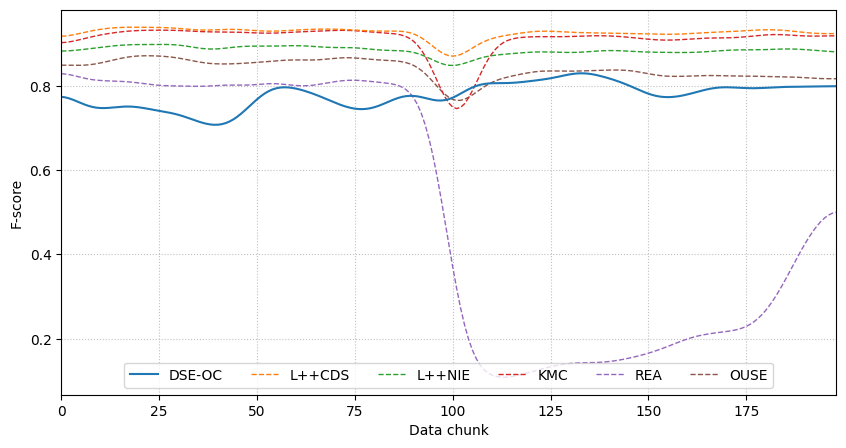 F-score
0.8
0.6
0.4
0.2
DSE-OC L++CDS L++NIE KMC REA OUSE
0 25 50 75 100 125 150 175
Data chunk